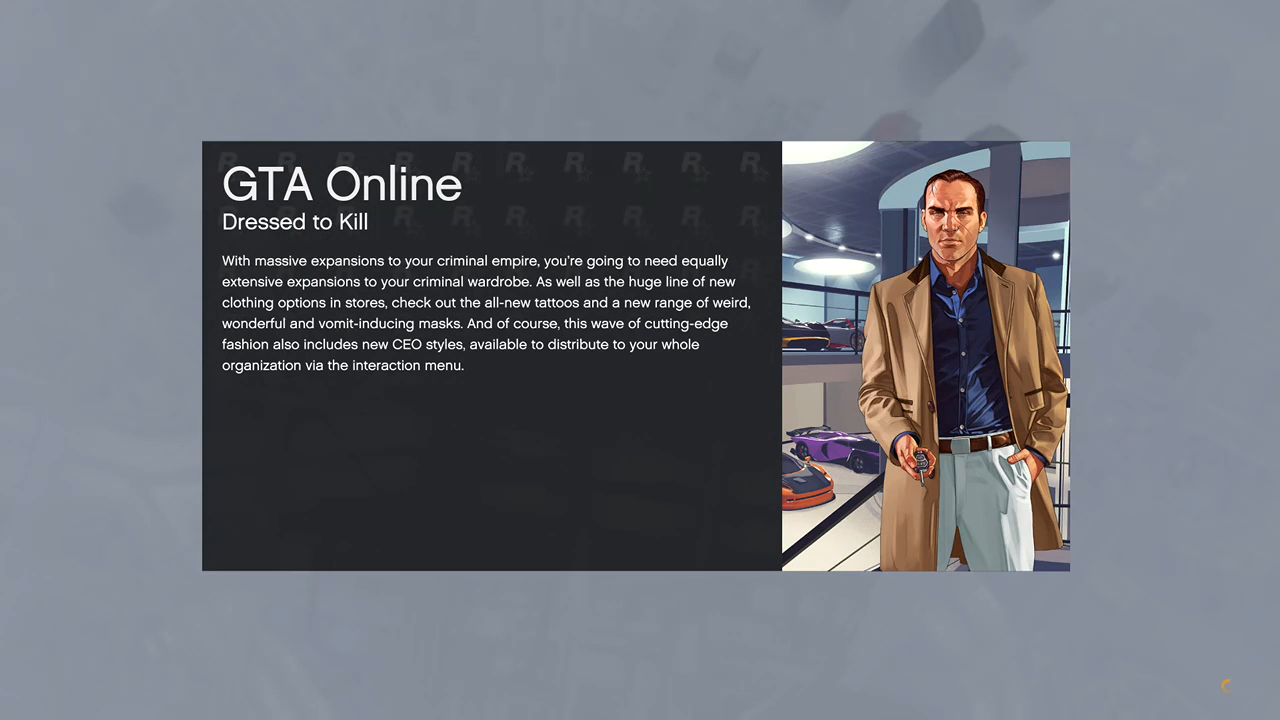 GTA Online
Dressed to Kill
With massive expansions to your criminal empire, you're going to need equally
extensive expansions to your criminal wardrobe. As well as the huge line of new
clothing options in stores, check out the all-new tattoos and a new range of weird,
wonderful and vomit-inducing masks. And of course, this wave of cutting-edge
fashion also includes new CEO styles, available to distribute to your whole
organization via the interaction menu.